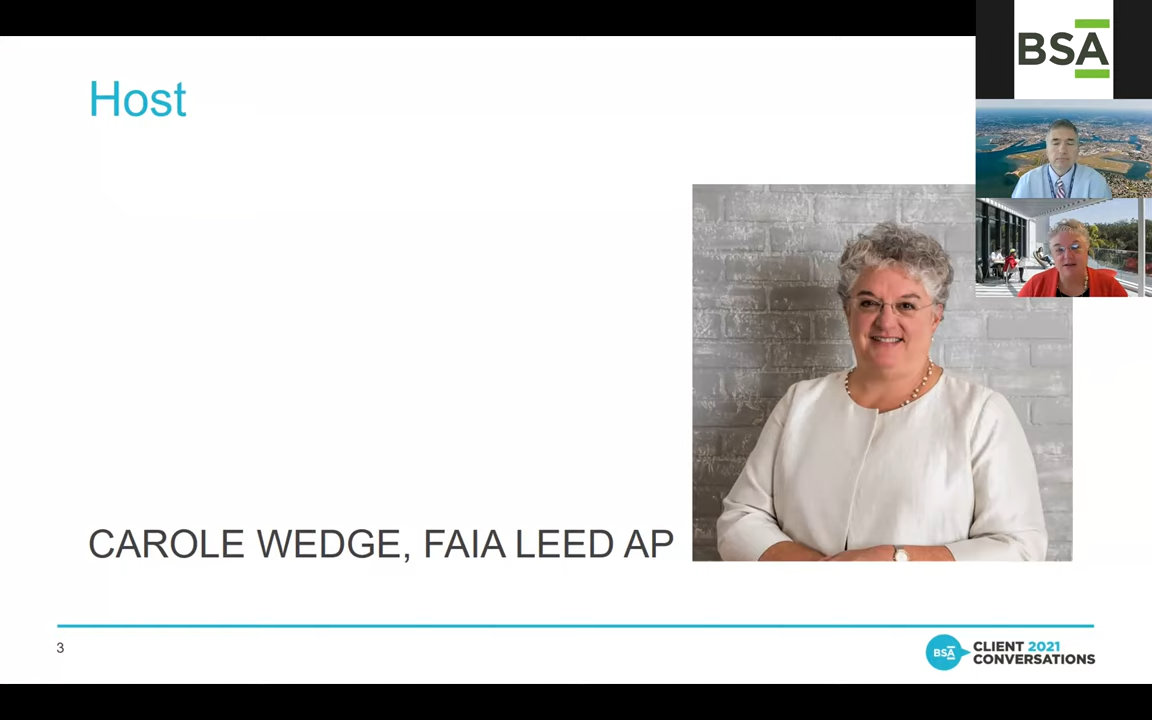 BSA
Host
CAROLE WEDGE, FAIA LEED AP
3
BSA
CLIENT 2021
CONVERSATIONS